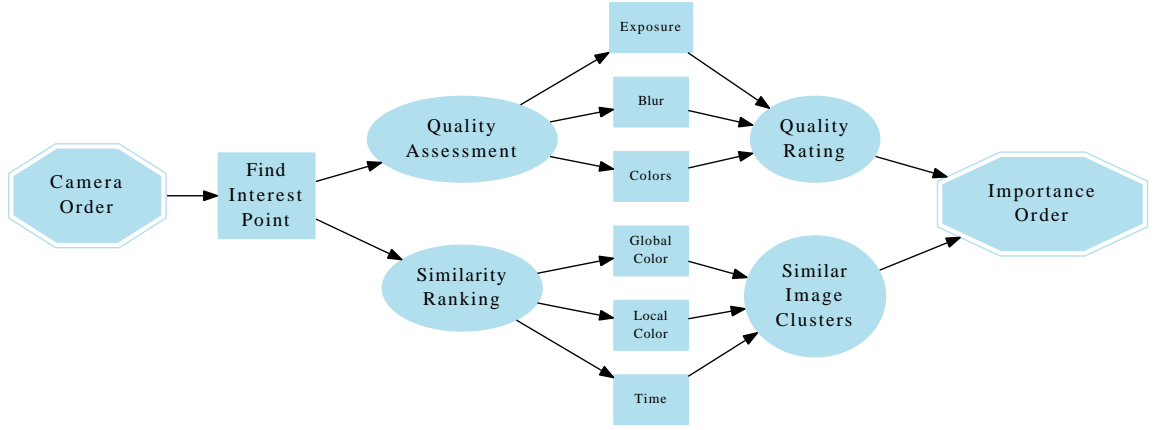 Camera
Order
Find
Interest
Point
Quality
Assessment
Similarity
Ranking
Exposure
Blur
Colors
Global
Color
Local
Color
Time
Quality
Rating
Similar
Image
Clusters
Importance
Order